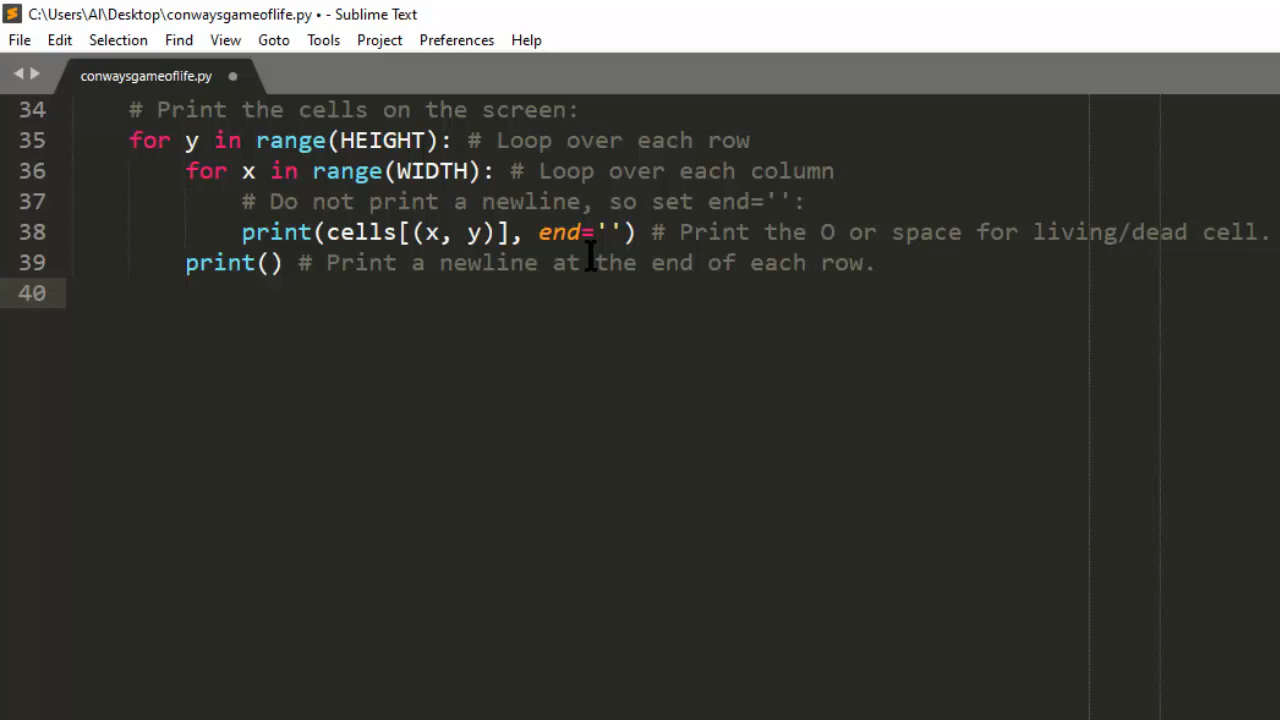 C:\Users\Al\Desktop\conwaysgameoflife.py • - Sublime Text
File Edit Selection Find View Goto Tools Project Preferences Help
conwaysgameoflife.py
34 # Print the cells on the screen:
35 for y in range(HEIGHT): # Loop over each row
36 for x in range(WIDTH): # Loop over each column
37 # Do not print a newline, so set end='':
38 print(cells[(x, y)], end='') # Print the O or space for living/dead cell.
39 print() # Print a newline at the end of each row.
40